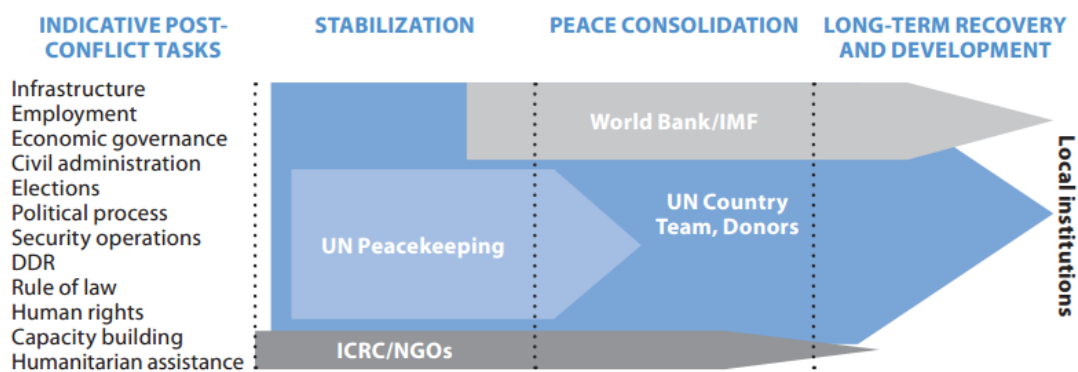 INDICATIVE POST-
CONFLICT TASKS
STABILIZATION
PEACE CONSOLIDATION
LONG-TERM RECOVERY
AND DEVELOPMENT
Infrastructure
Employment
Economic governance
Civil administration
Elections
Political process
Security operations
DDR
Rule of law
Human rights
Capacity building
Humanitarian assistance
World Bank/IMF
UN Peacekeeping
UN Country
Team, Donors
ICRC/NGOs
Local institutions